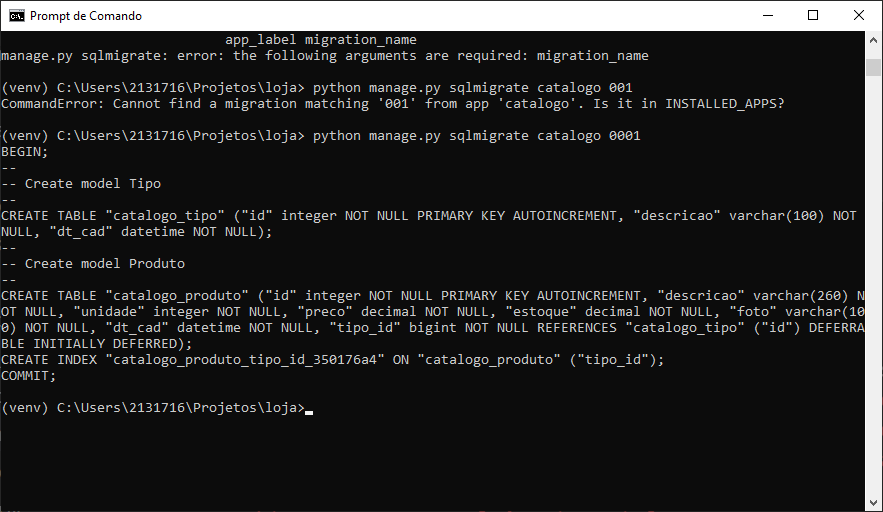 Prompt de Comando
app_label migration_name
manage.py sqlmigrate: error: the following arguments are required: migration_name
(venv) C:\Users\2131716\Projetos\loja> python manage.py sqlmigrate catalogo 001
CommandError: Cannot find a migration matching '001' from app 'catalogo'. Is it in INSTALLED_APPS?
(venv) C:\Users\2131716\Projetos\loja> python manage.py sqlmigrate catalogo 0001
BEGIN;
--
-- Create model Tipo
--
CREATE TABLE "catalogo_tipo" ("id" integer NOT NULL PRIMARY KEY AUTOINCREMENT, "descricao" varchar(100) NOT
NULL, "dt_cad" datetime NOT NULL);
--
-- Create model Produto
--
CREATE TABLE "catalogo_produto" ("id" integer NOT NULL PRIMARY KEY AUTOINCREMENT, "descricao" varchar(260) N
OT NULL, "unidade" integer NOT NULL, "preco" decimal NOT NULL, "estoque" decimal NOT NULL, "foto" varchar(10
0) NOT NULL, "dt_cad" datetime NOT NULL, "tipo_id" bigint NOT NULL REFERENCES "catalogo_tipo" ("id") DEFERRA
BLE INITIALLY DEFERRED);
CREATE INDEX "catalogo_produto_tipo_id_350176a4" ON "catalogo_produto" ("tipo_id");
COMMIT;
(venv) C:\Users\2131716\Projetos\loja>